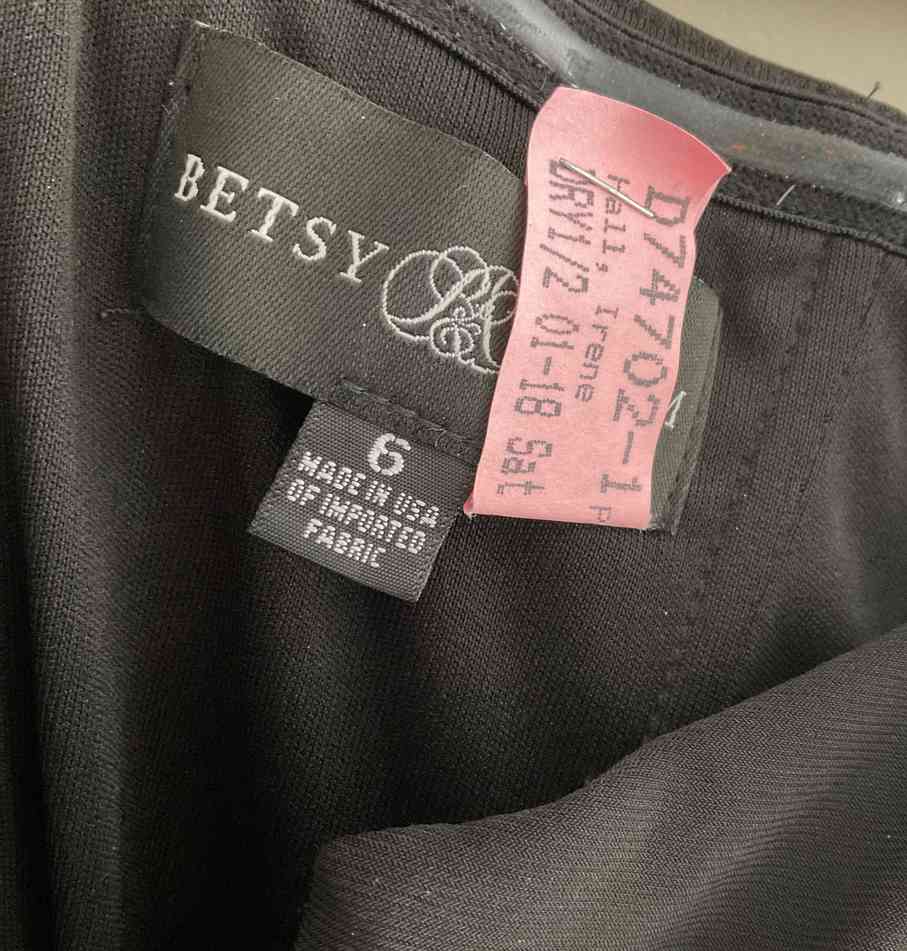 BETSY
6
MADE IN USA
OF IMPORTED
FABRIC
D74702-1 P
Hall, Irene
DRY1/2 01-18 Sat